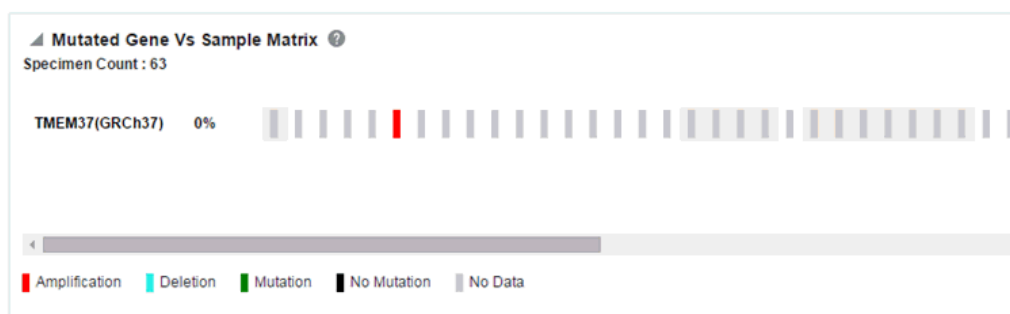 Mutated Gene Vs Sample Matrix ?
Specimen Count : 63
TMEM37(GRCh37) 0%
Amplification Deletion Mutation No Mutation No Data